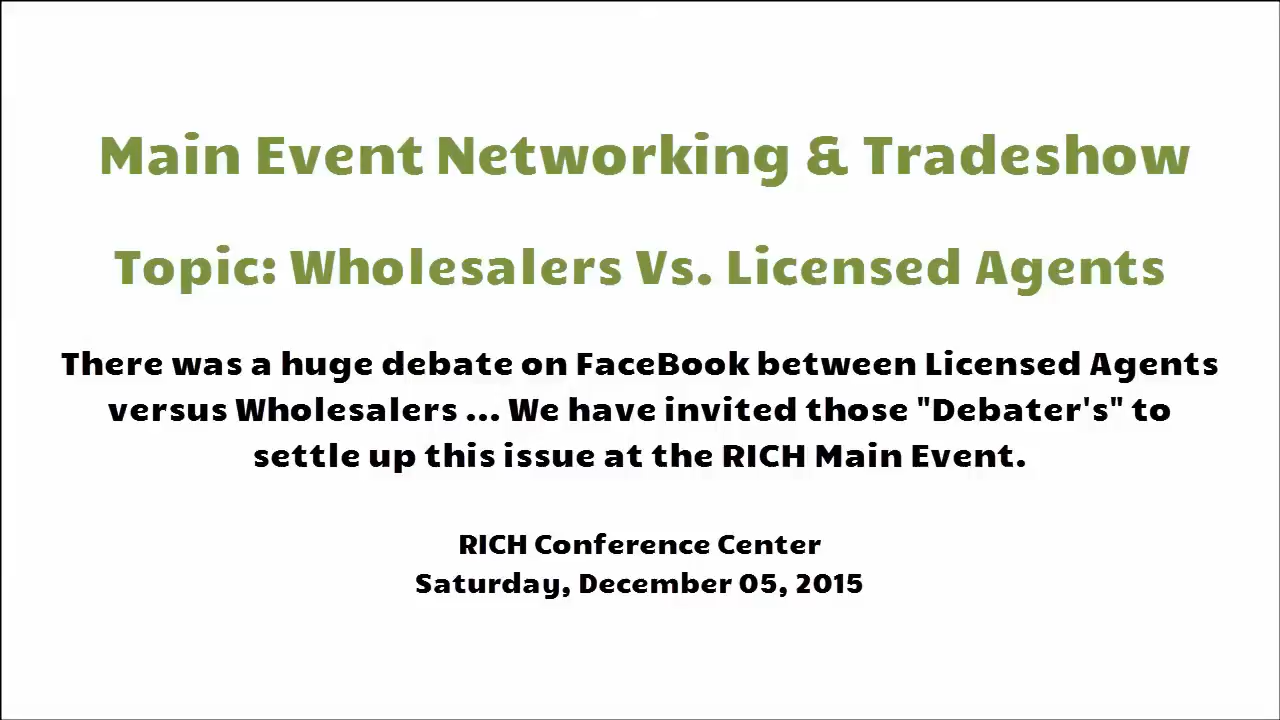 Main Event Networking & Tradeshow
Topic: Wholesalers Vs. Licensed Agents
There was a huge debate on FaceBook between Licensed Agents
versus Wholesalers ... We have invited those "Debater's" to
settle up this issue at the RICH Main Event.
RICH Conference Center
Saturday, December 05, 2015